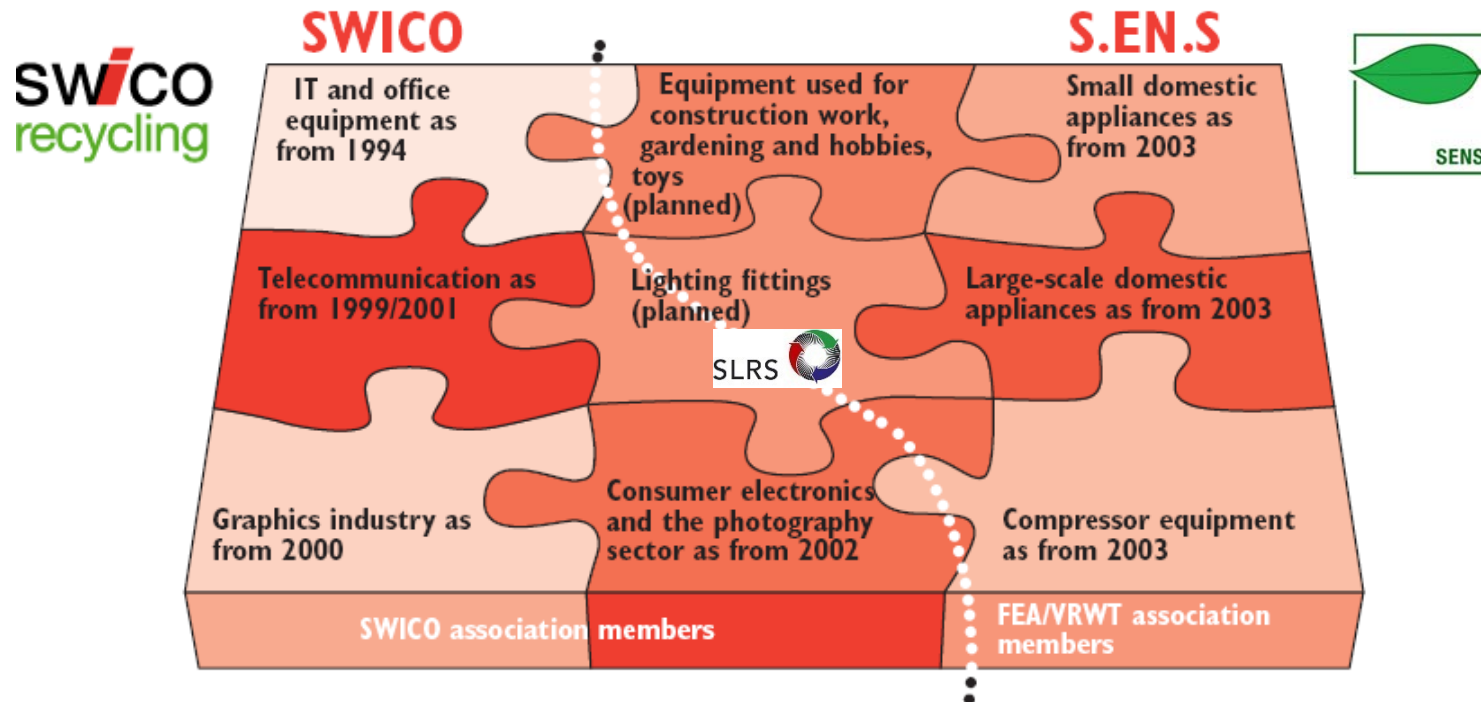 SWICO
S.EN.S
swico
recycling
SENS
IT and office
equipment as
from 1994
Equipment used for
construction work,
gardening and hobbies,
toys
(planned)
Small domestic
appliances as
from 2003
Telecommunication as
from 1999/2001
Lighting fittings
(planned)
SLRS
Large-scale domestic
appliances as from 2003
Graphics industry as
from 2000
Consumer electronics
and the photography
sector as from 2002
Compressor equipment
as from 2003
SWICO association members
FEA/VRWT association
members